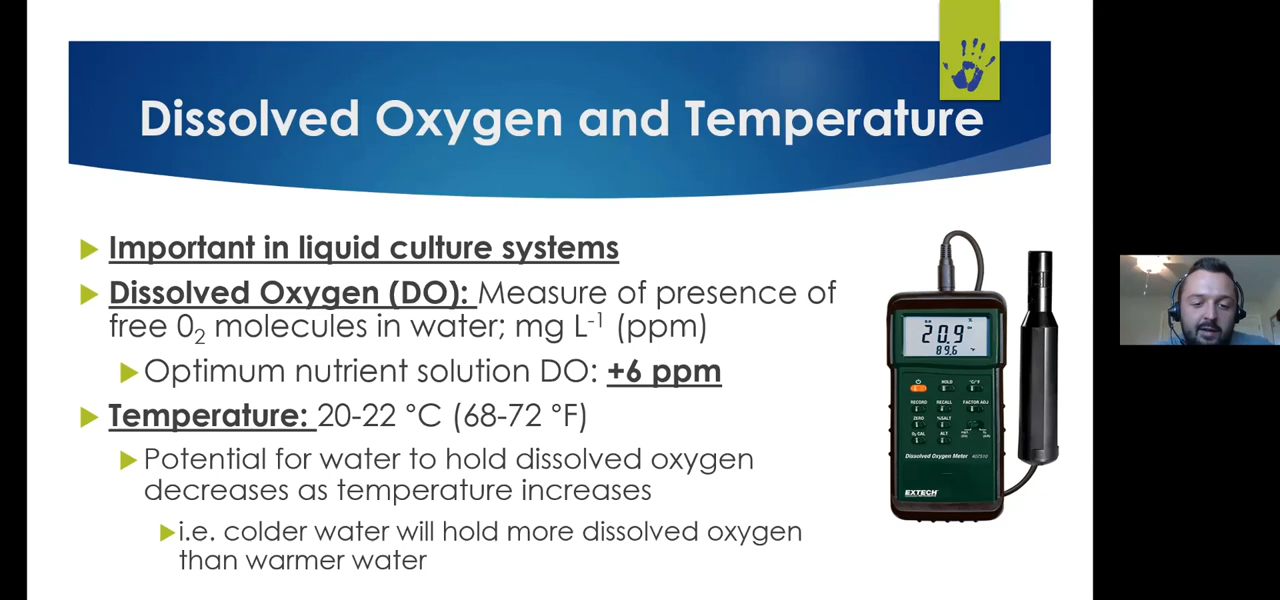 Dissolved Oxygen and Temperature
Important in liquid culture systems
Dissolved Oxygen (DO): Measure of presence of
free 0₂ molecules in water; mg L⁻¹ (ppm)
Optimum nutrient solution DO: +6 ppm
Temperature: 20-22 °C (68-72 °F)
Potential for water to hold dissolved oxygen
decreases as temperature increases
i.e. colder water will hold more dissolved oxygen
than warmer water
20.9 %
89.6 °F
HOLD °C/°F
RECORD RECALL FACTOR ADJ
ZERO %SALT
O₂ CAL ALT
Dissolved Oxygen Meter 407510
EXTECH